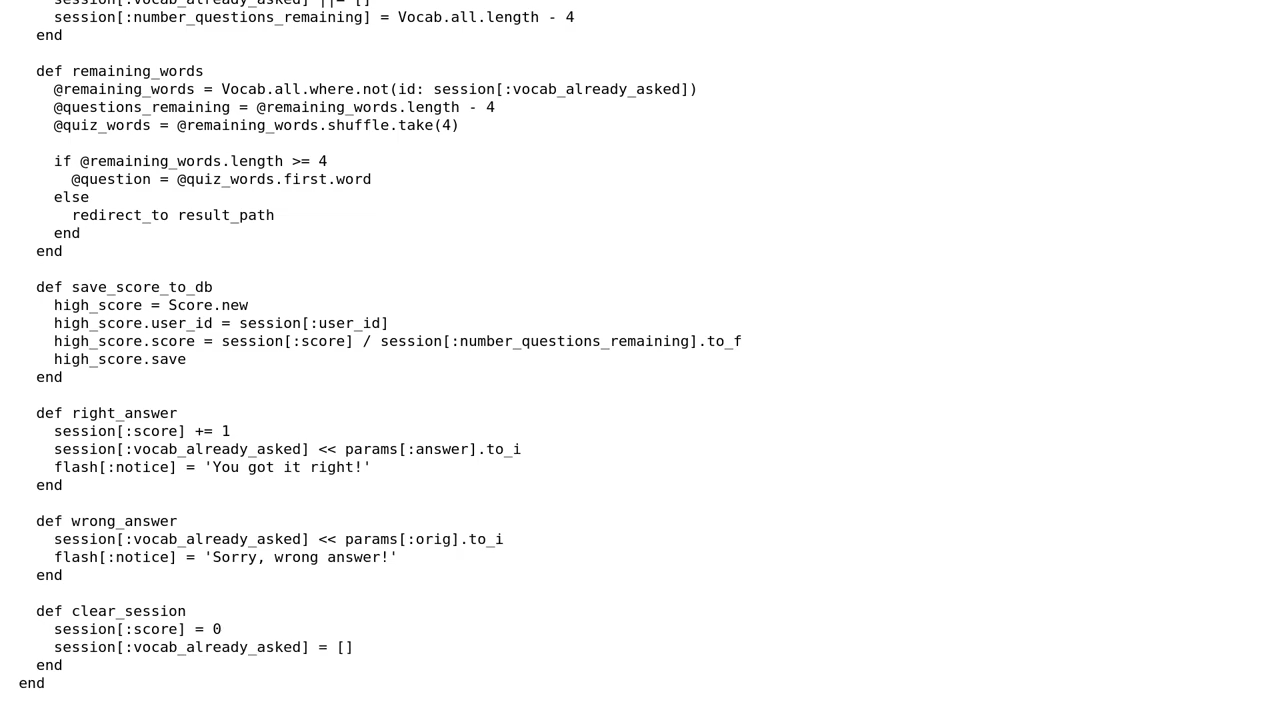 session[:vocab_already_asked] ||= []
    session[:number_questions_remaining] = Vocab.all.length - 4
  end

  def remaining_words
    @remaining_words = Vocab.all.where.not(id: session[:vocab_already_asked])
    @questions_remaining = @remaining_words.length - 4
    @quiz_words = @remaining_words.shuffle.take(4)

    if @remaining_words.length >= 4
      @question = @quiz_words.first.word
    else
      redirect_to result_path
    end
  end

  def save_score_to_db
    high_score = Score.new
    high_score.user_id = session[:user_id]
    high_score.score = session[:score] / session[:number_questions_remaining].to_f
    high_score.save
  end

  def right_answer
    session[:score] += 1
    session[:vocab_already_asked] << params[:answer].to_i
    flash[:notice] = 'You got it right!'
  end

  def wrong_answer
    session[:vocab_already_asked] << params[:orig].to_i
    flash[:notice] = 'Sorry, wrong answer!'
  end

  def clear_session
    session[:score] = 0
    session[:vocab_already_asked] = []
  end
end